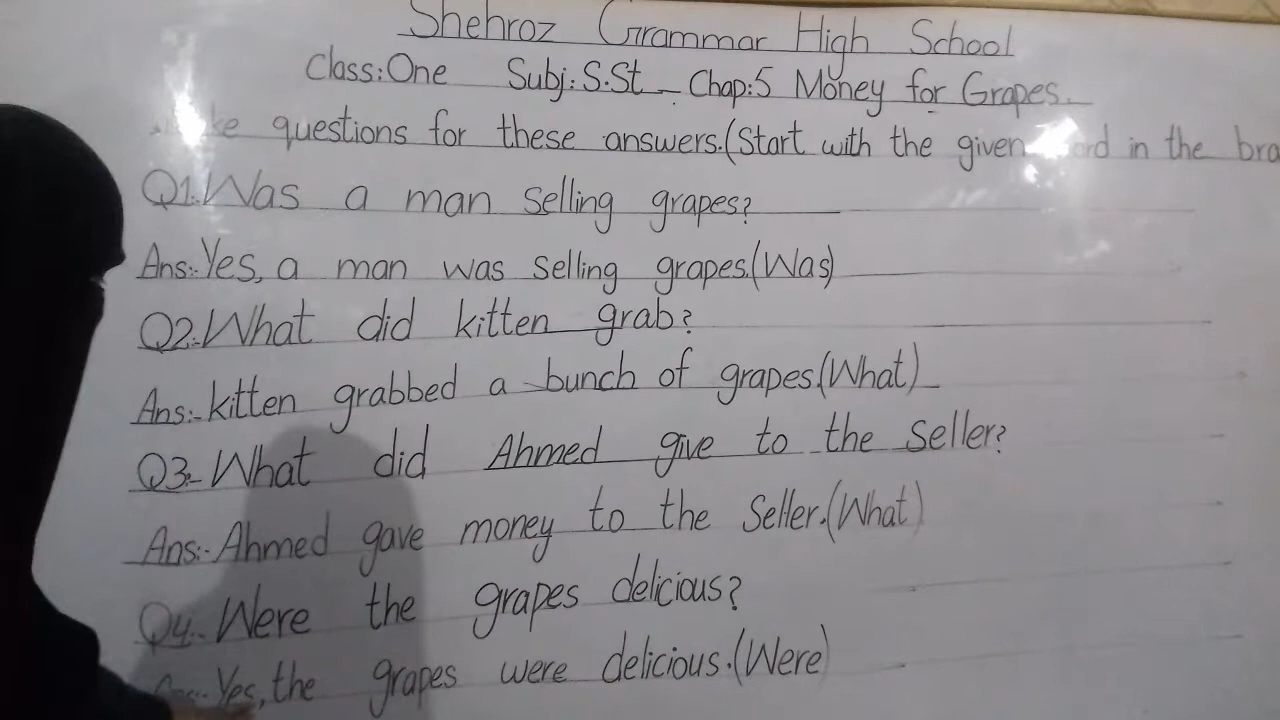 Shehroz Grammar High School
Class:One Subj:S.St - Chap:5 Money for Grapes.
questions for these answers.(Start with the given in the
Q1:Was a man selling grapes?
Ans:-Yes, a man was selling grapes.(Was)
Q2:-What did kitten grab?
Ans:-kitten grabbed a bunch of grapes.(What)
Q3:-What did Ahmed give to the seller?
Ans:-Ahmed gave money to the seller.(What)
Q4:-Were the grapes delicious?
Yes, the grapes were delicious.(Were)